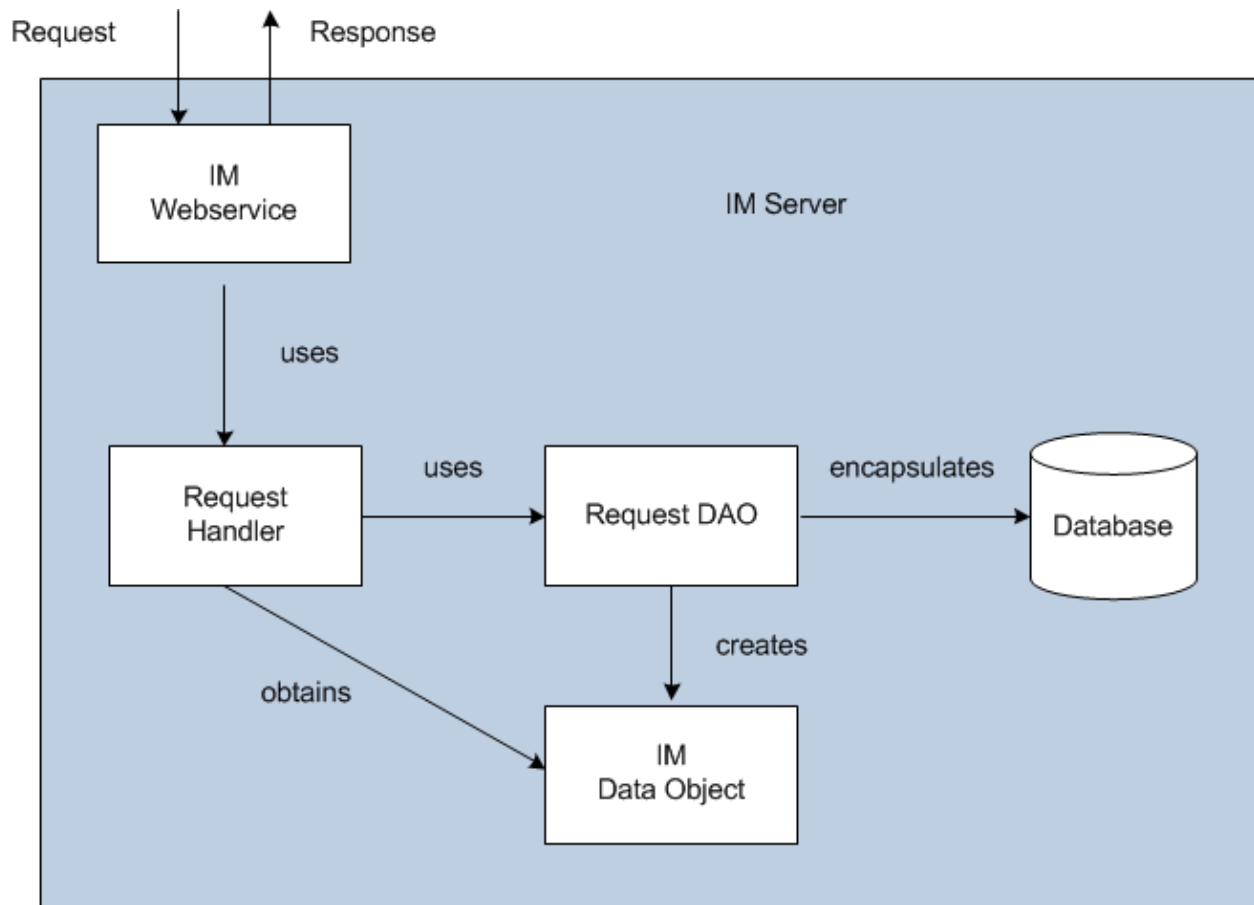 Request
Response
IM
Webservice
IM Server
uses
Request
Handler
uses
Request DAO
encapsulates
Database
creates
obtains
IM
Data Object